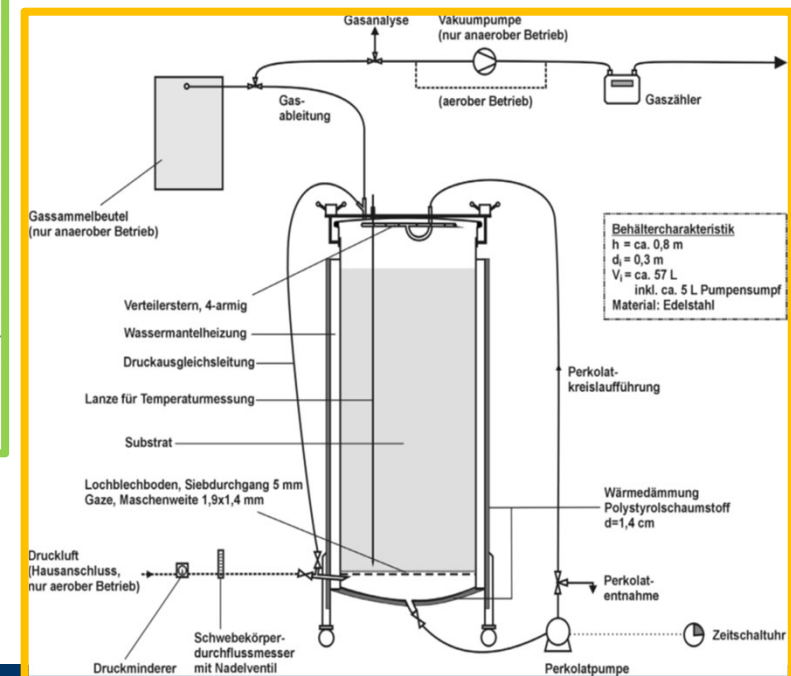 Gasanalyse
Vakuumpumpe
(nur anaerober Betrieb)
(aerober Betrieb)
Gaszähler
Gas-
ableitung
Gassammelbeutel
(nur anaerober Betrieb)
Behältercharakteristik
h = ca. 0,8 m
di = 0,3 m
Vi = ca. 57 L
inkl. ca. 5 L Pumpensumpf
Material: Edelstahl
Verteilerstern, 4-armig
Wassermantelheizung
Druckausgleichsleitung
Lanze für Temperaturmessung
Substrat
Lochblechboden, Siebdurchgang 5 mm
Gaze, Maschenweite 1,9x1,4 mm
Perkolat-
kreislaufführung
Wärmedämmung
Polystyrolschaumstoff
d=1,4 cm
Druckluft
(Hausanschluss,
nur aerober Betrieb)
Druckminderer
Schwebekörper-
durchflussmesser
mit Nadelventil
Perkolat-
entnahme
Zeitschaltuhr
Perkolatpumpe